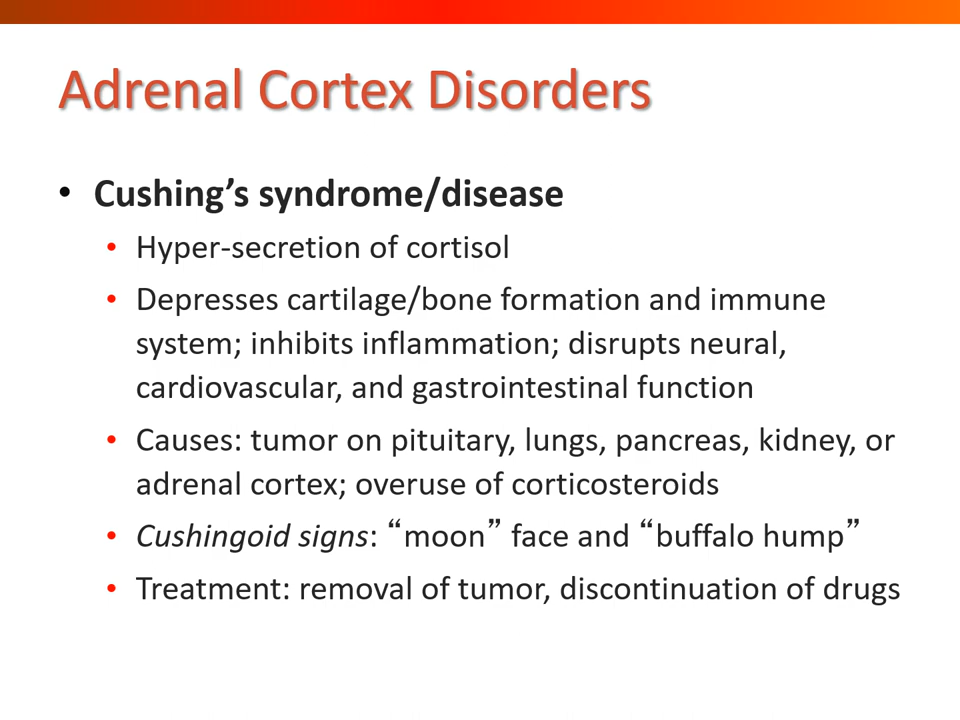 Adrenal Cortex Disorders
• Cushing’s syndrome/disease
• Hyper-secretion of cortisol
• Depresses cartilage/bone formation and immune
system; inhibits inflammation; disrupts neural,
cardiovascular, and gastrointestinal function
• Causes: tumor on pituitary, lungs, pancreas, kidney, or
adrenal cortex; overuse of corticosteroids
• Cushingoid signs: “moon” face and “buffalo hump”
• Treatment: removal of tumor, discontinuation of drugs